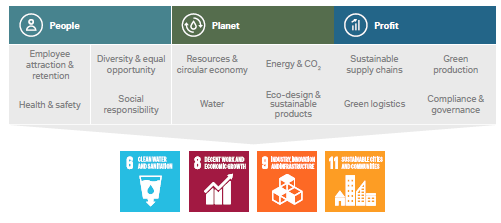 People
Planet
Profit
Employee
attraction &
retention
Diversity & equal
opportunity
Resources &
circular economy
Energy & CO₂
Sustainable
supply chains
Green
production
Health & safety
Social
responsibility
Water
Eco-design &
sustainable
products
Green logistics
Compliance &
governance
6 CLEAN WATER
AND SANITATION
8 DECENT WORK AND
ECONOMIC GROWTH
9 INDUSTRY, INNOVATION
AND INFRASTRUCTURE
11 SUSTAINABLE CITIES
AND COMMUNITIES